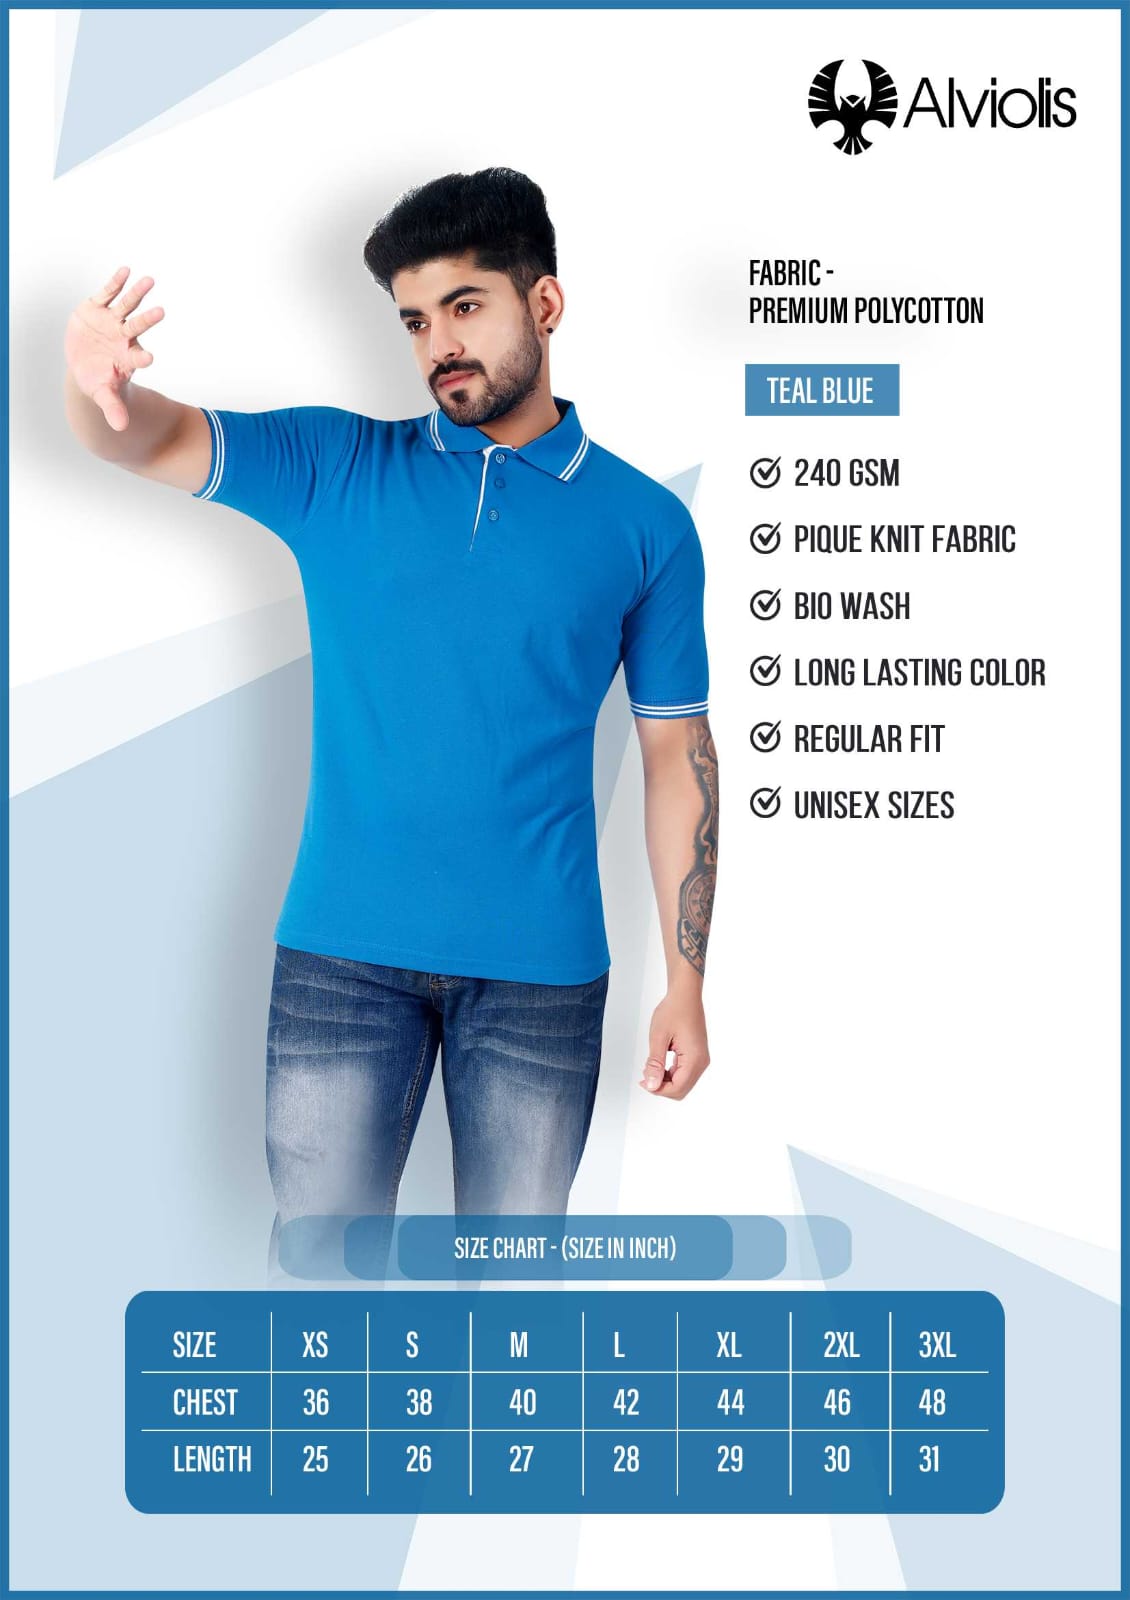 Alviolis
FABRIC -
PREMIUM POLYCOTTON
TEAL BLUE
240 GSM
PIQUE KNIT FABRIC
BIO WASH
LONG LASTING COLOR
REGULAR FIT
UNISEX SIZES
SIZE CHART - (SIZE IN INCH)
SIZE XS S M L XL 2XL 3XL
CHEST 36 38 40 42 44 46 48
LENGTH 25 26 27 28 29 30 31